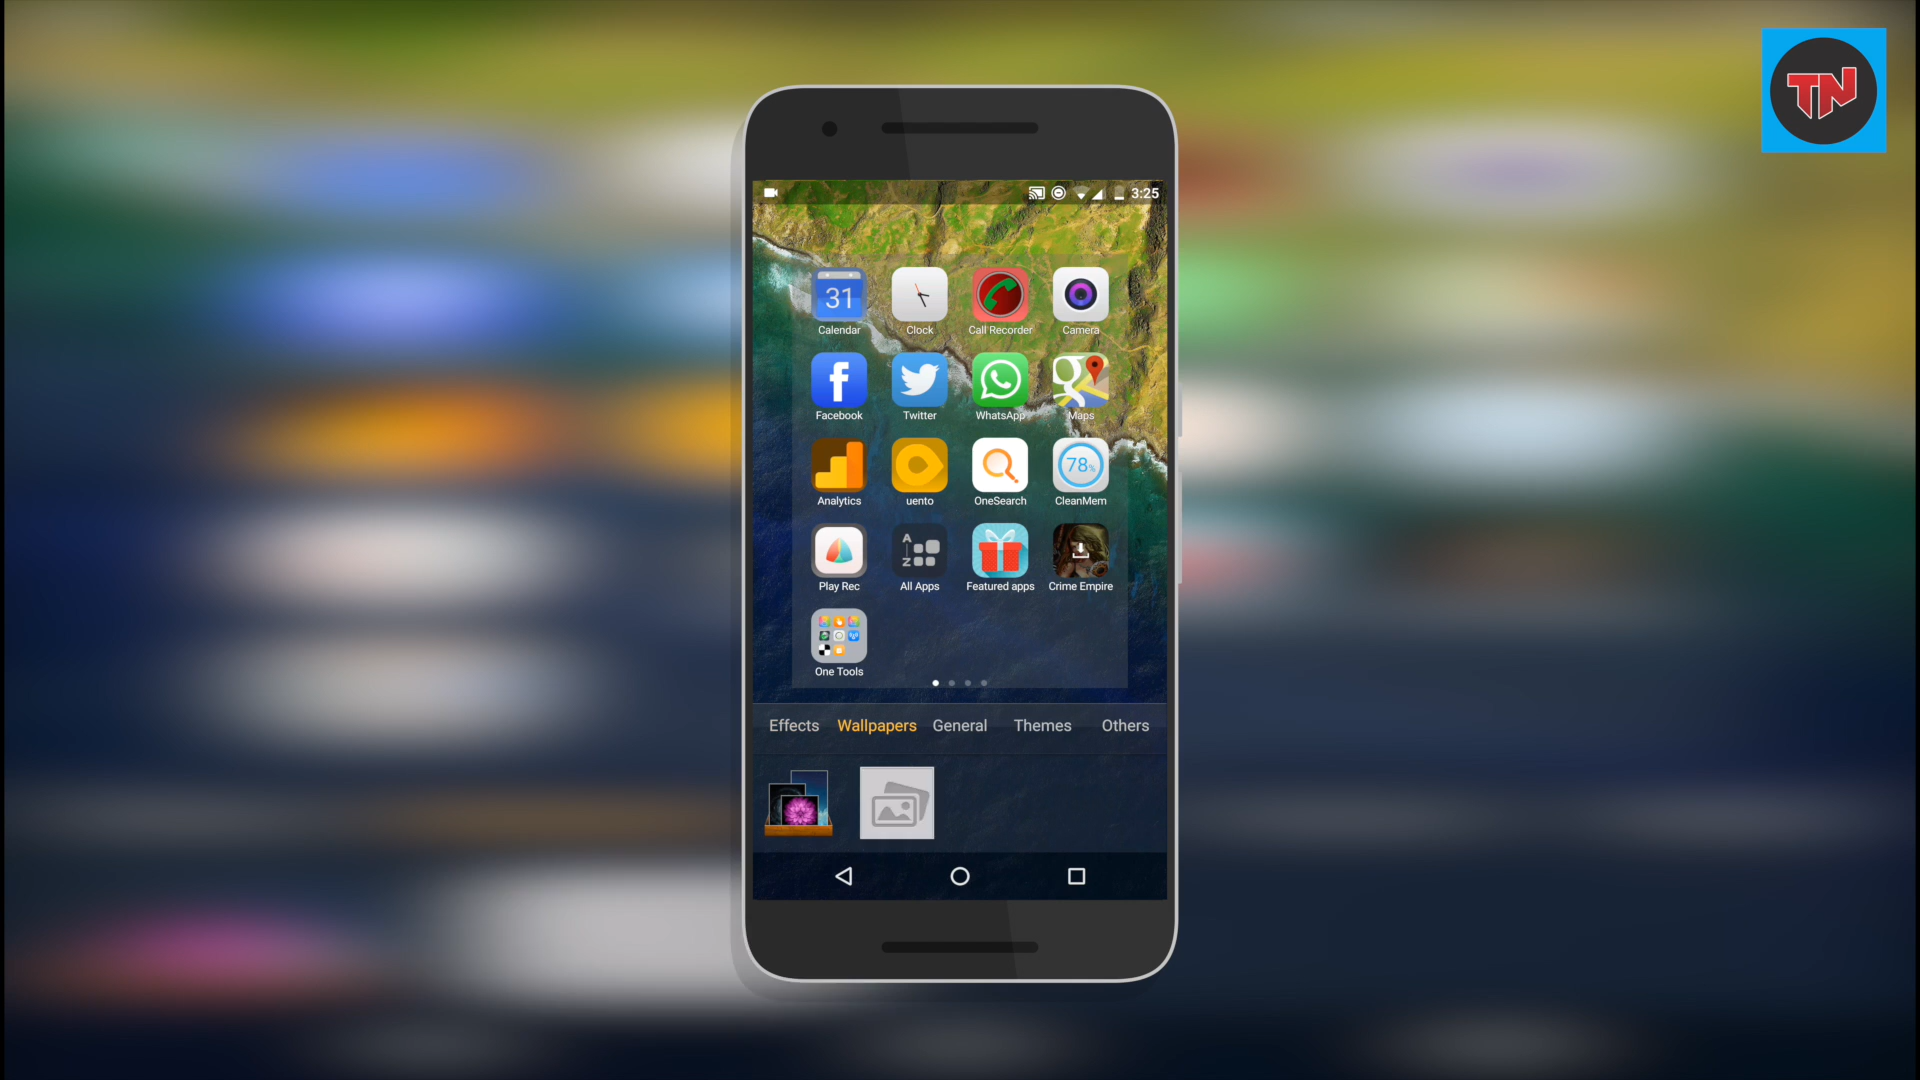 TN
3:25
31
Calendar Clock Call Recorder Camera
Facebook Twitter WhatsApp Maps
78%
Analytics uento OneSearch CleanMem
A
Z
Play Rec All Apps Featured apps Crime Empire
One Tools
Effects Wallpapers General Themes Others